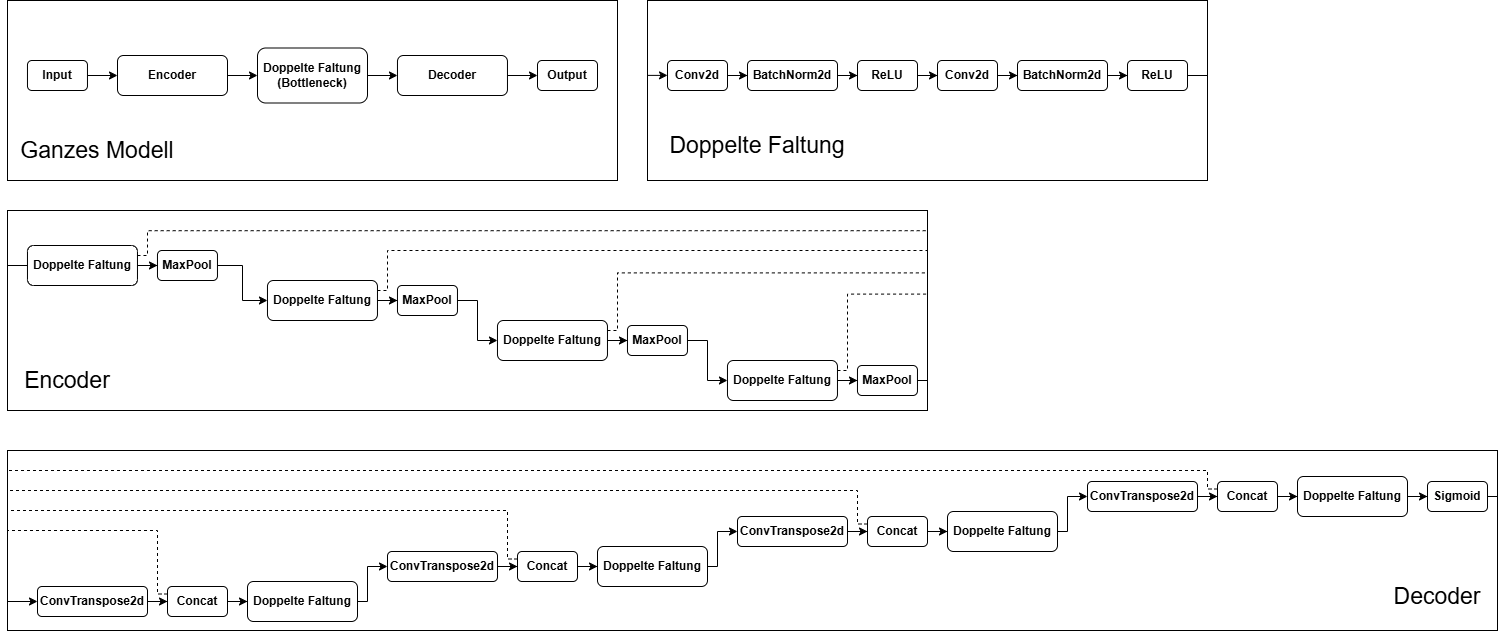 Input
Encoder
Doppelte Faltung
(Bottleneck)
Decoder
Output
Ganzes Modell
Conv2d
BatchNorm2d
ReLU
Conv2d
BatchNorm2d
ReLU
Doppelte Faltung
Doppelte Faltung
MaxPool
Doppelte Faltung
MaxPool
Doppelte Faltung
MaxPool
Doppelte Faltung
MaxPool
Encoder
ConvTranspose2d
Concat
Doppelte Faltung
ConvTranspose2d
Concat
Doppelte Faltung
ConvTranspose2d
Concat
Doppelte Faltung
ConvTranspose2d
Concat
Doppelte Faltung
Sigmoid
Decoder